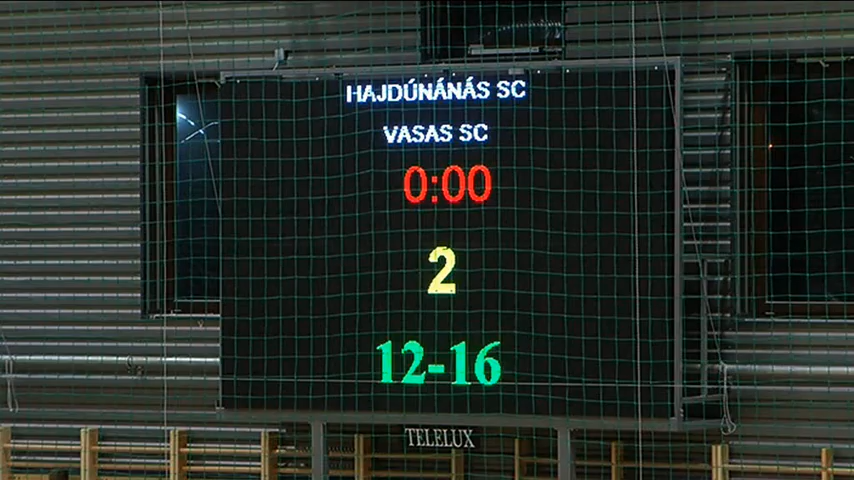 HAJDÚNÁNÁS SC
VASAS SC
0:00
2
12-16
TELELUX